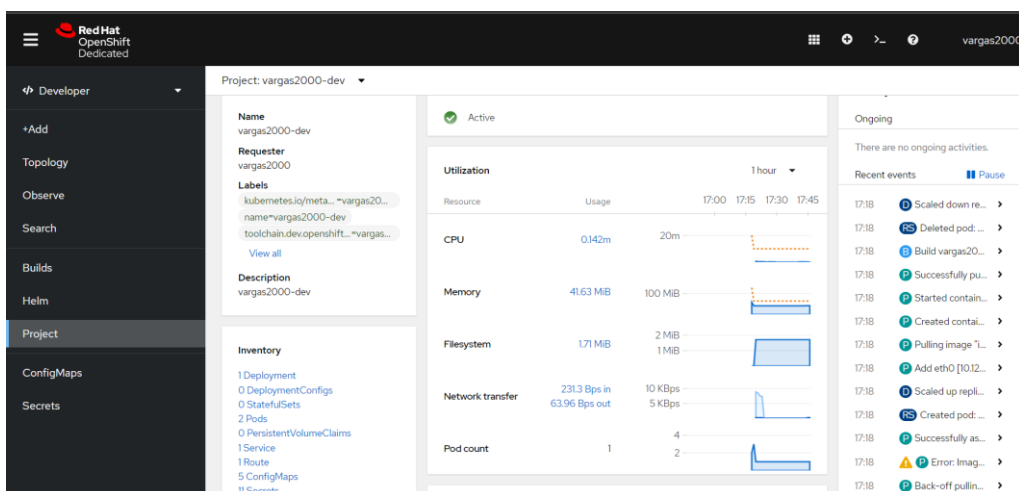 Red Hat
OpenShift
Dedicated
vargas2000
Developer
+Add
Topology
Observe
Search
Builds
Helm
Project
ConfigMaps
Secrets
Project: vargas2000-dev
Name
vargas2000-dev
Requester
vargas2000
Labels
kubernetes.io/meta... =vargas20...
name=vargas2000-dev
toolchain.dev.openshift...=vargas...
View all
Description
vargas2000-dev
Inventory
1 Deployment
0 DeploymentConfigs
0 StatefulSets
2 Pods
0 PersistentVolumeClaims
1 Service
1 Route
5 ConfigMaps
11 Secrets
Active
Utilization
1 hour
Resource Usage 17:00 17:15 17:30 17:45
CPU 0.142m 20m
Memory 41.63 MiB 100 MiB
Filesystem 1.71 MiB 2 MiB
1 MiB
Network transfer 231.3 Bps in 10 KBps
63.96 Bps out 5 KBps
Pod count 1 4
2
Ongoing
There are no ongoing activities.
Recent events Pause
17:18 D Scaled down re...
17:18 RS Deleted pod: ...
17:18 B Build vargas20...
17:18 P Successfully pu...
17:18 P Started contain...
17:18 P Created contai...
17:18 P Pulling image "i...
17:18 P Add eth0 [10.12...
17:18 D Scaled up repli...
17:18 RS Created pod: ...
17:18 P Successfully as...
17:18 P Error: Imag...
17:18 P Back-off pullin...